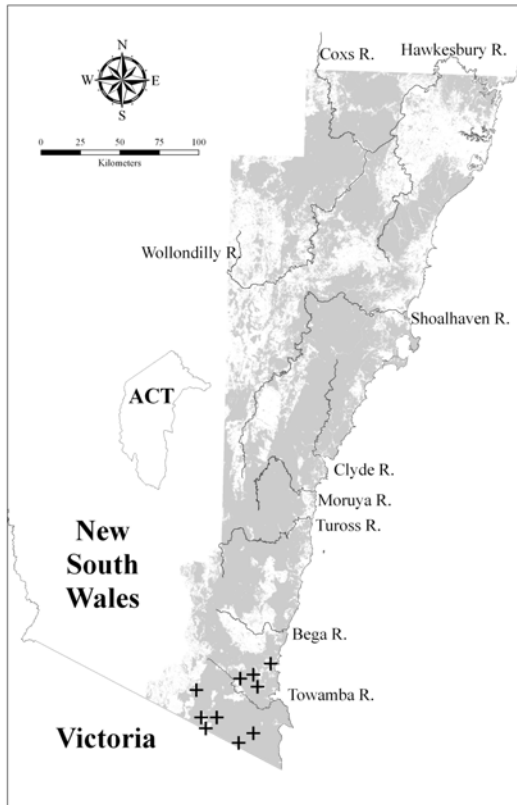 Coxs R.
Hawkesbury R.
N
W E
S
0 25 50 75 100
Kilometers
Wollondilly R.
Shoalhaven R.
ACT
Clyde R.
Moruya R.
Tuross R.
New
South
Wales
Bega R.
Towamba R.
Victoria